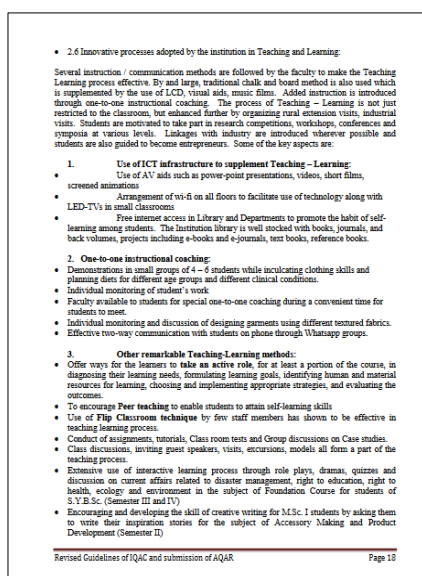 • 2.6 Innovative processes adopted by the institution in Teaching and Learning:
Several instruction / communication methods are followed by the faculty to make the Teaching
Learning process effective. By and large, traditional chalk and board method is also used which
is supplemented by the use of LCD, visual aids, music films. Added instruction is introduced
through one-to-one instructional coaching. The process of Teaching – Learning is not just
restricted to the classroom, but enhanced further by organizing rural extension visits, industrial
visits. Students are motivated to take part in research competitions, workshops, conferences and
symposia at various levels. Linkages with industry are introduced wherever possible and
students are also guided to become entrepreneurs. Some of the key aspects are:
1. Use of ICT infrastructure to supplement Teaching – Learning:
• Use of AV aids such as power-point presentations, videos, short films,
screened animations
• Arrangement of wi-fi on all floors to facilitate use of technology along with
LED-TVs in small classrooms
• Free internet access in Library and Departments to promote the habit of self-
learning among students. The Institution library is well stocked with books, journals, and
back volumes, projects including e-books and e-journals, text books, reference books.
2. One-to-one instructional coaching:
• Demonstrations in small groups of 4 – 6 students while inculcating clothing skills and
planning diets for different age groups and different clinical conditions.
• Individual monitoring of student's work
• Faculty available to students for special one-to-one coaching during a convenient time for
students to meet.
• Individual monitoring and discussion of designing garments using different textured fabrics.
• Effective two-way communication with students on phone through Whatsapp groups.
3. Other remarkable Teaching-Learning methods:
• Offer ways for the learners to take an active role, for at least a portion of the course, in
diagnosing their learning needs, formulating learning goals, identifying human and material
resources for learning, choosing and implementing appropriate strategies, and evaluating the
outcomes.
• To encourage Peer teaching to enable students to attain self-learning skills
• Use of Flip Classroom technique by few staff members has shown to be effective in
teaching learning process.
• Conduct of assignments, tutorials, Class room tests and Group discussions on Case studies.
• Class discussions, inviting guest speakers, visits, excursions, models all form a part of the
teaching process.
• Extensive use of interactive learning process through role plays, dramas, quizzes and
discussion on current affairs related to disaster management, right to education, right to
health, ecology and environment in the subject of Foundation Course for students of
S.Y.B.Sc. (Semester III and IV)
• Encouraging and developing the skill of creative writing for M.Sc. I students by asking them
to write their inspiration stories for the subject of Accessory Making and Product
Development (Semester II)
Revised Guidelines of IQAC and submission of AQAR Page 18